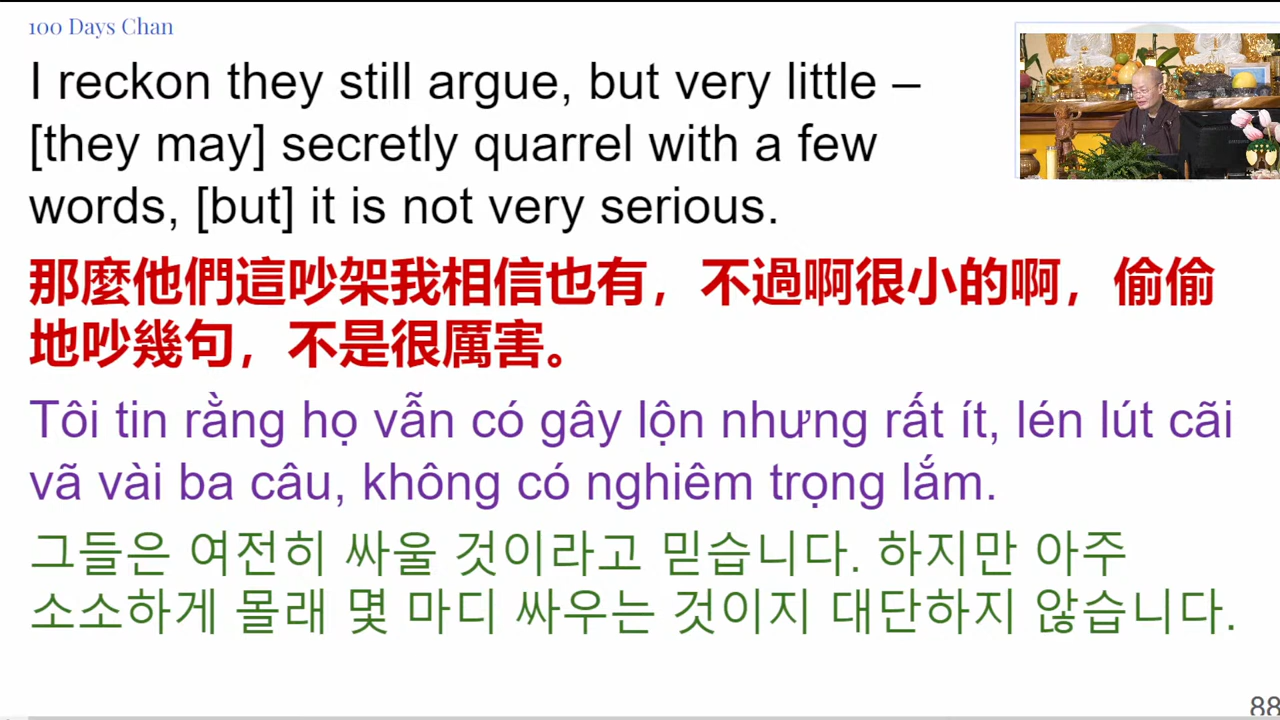 100 Days Chan
I reckon they still argue, but very little –
[they may] secretly quarrel with a few
words, [but] it is not very serious.
那麼他們這吵架我相信也有，不過啊很小的啊，偷偷
地吵幾句，不是很厲害。
Tôi tin rằng họ vẫn có gây lộn nhưng rất ít, lén lút cãi
vã vài ba câu, không có nghiêm trọng lắm.
그들은 여전히 싸울 것이라고 믿습니다. 하지만 아주
소소하게 몰래 몇 마디 싸우는 것이지 대단하지 않습니다.
88